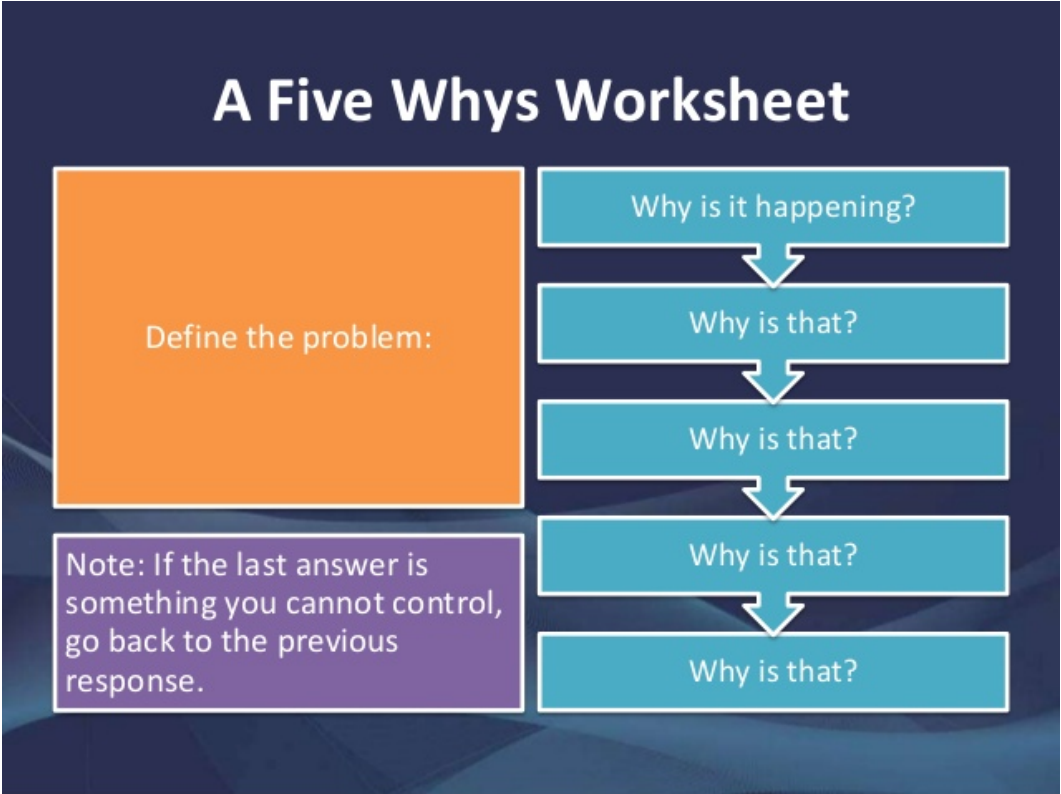 A Five Whys Worksheet
Define the problem:
Note: If the last answer is
something you cannot control,
go back to the previous
response.
Why is it happening?
Why is that?
Why is that?
Why is that?
Why is that?